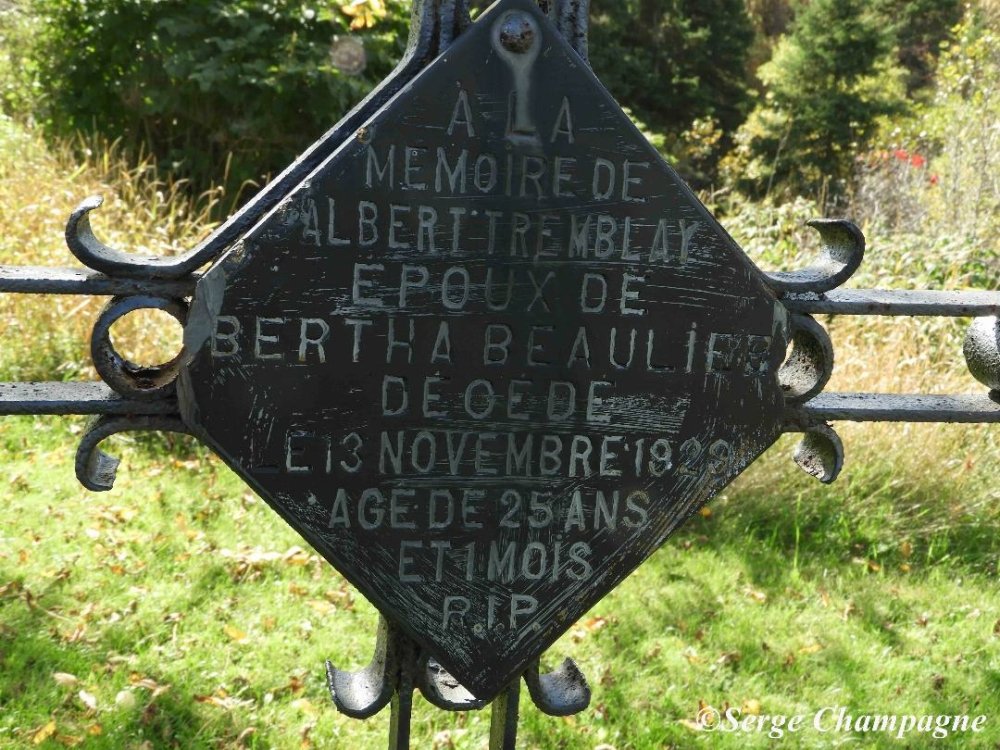 À LA
MEMOIRE DE
ALBERT TREMBLAY
EPOUX DE
BERTHA BEAULIER
DECEDE
LE 13 NOVEMBRE 1929
AGE DE 25 ANS
ET 1 MOIS
R.I.P.
©Serge Champagne